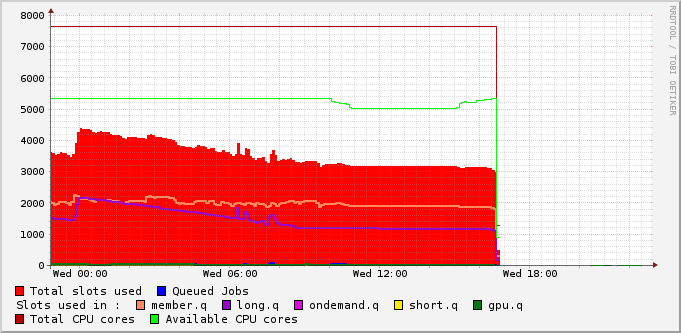 8000
7000
6000
5000
4000
3000
2000
1000
0
Wed 00:00 Wed 06:00 Wed 12:00 Wed 18:00
RRDTOOL / TOBI OETIKER
Total slots used Queued Jobs
Slots used in : member.q long.q ondemand.q short.q gpu.q
Total CPU cores Available CPU cores